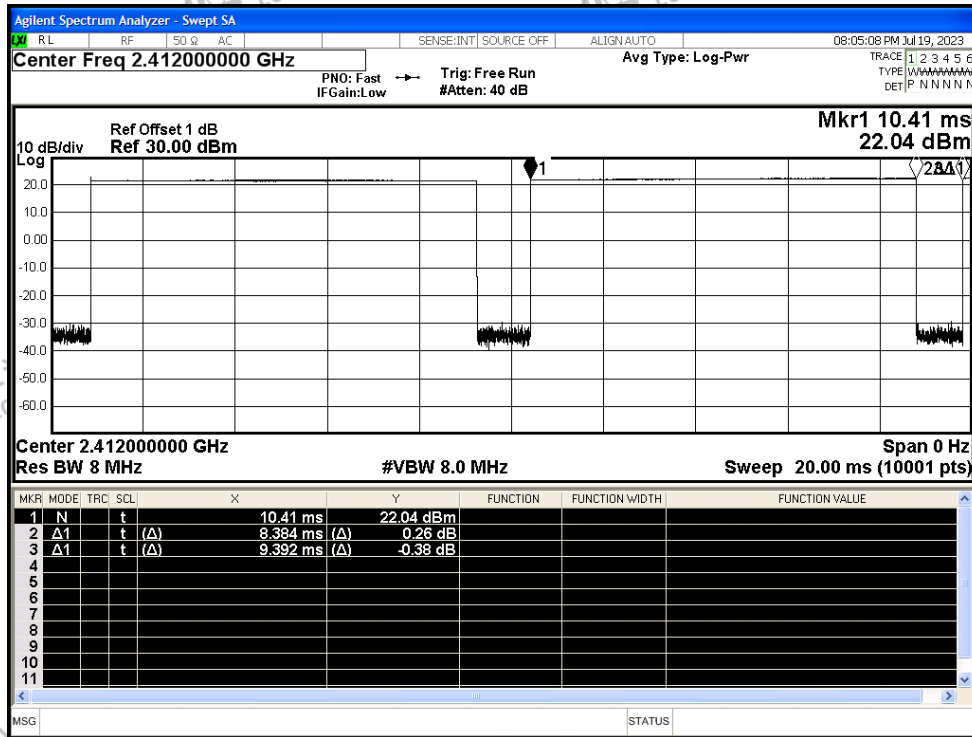 Agilent Spectrum Analyzer - Swept SA
LXI RL RF 50 Ω AC SENSE:INT SOURCE OFF ALIGN AUTO 08:05:08 PM Jul 19, 2023
Center Freq 2.412000000 GHz Avg Type: Log-Pwr TRACE 1 2 3 4 5 6
PNO: Fast Trig: Free Run TYPE WWWWWW
IFGain:Low #Atten: 40 dB DET P N N N N N
Mkr1 10.41 ms
Ref Offset 1 dB
10 dB/div Ref 30.00 dBm 22.04 dBm
Log
1 2Δ1 3Δ1
20.0
10.0
0.00
-10.0
-20.0
-30.0
-40.0
-50.0
-60.0
Center 2.412000000 GHz Span 0 Hz
Res BW 8 MHz #VBW 8.0 MHz Sweep 20.00 ms (10001 pts)
MKR MODE TRC SCL X Y FUNCTION FUNCTION WIDTH FUNCTION VALUE
1 N t 10.41 ms 22.04 dBm
2 Δ1 t (Δ) 8.384 ms (Δ) 0.26 dB
3 Δ1 t (Δ) 9.392 ms (Δ) -0.38 dB
4
5
6
7
8
9
10
11
MSG STATUS